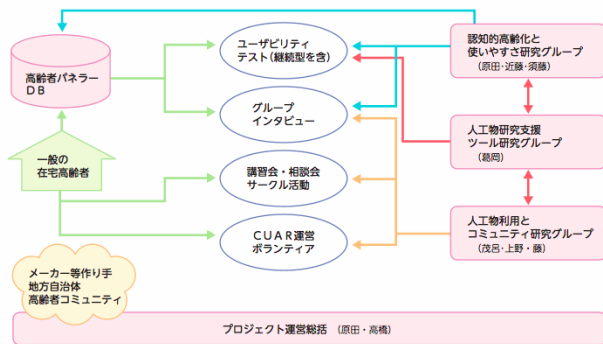 高齢者パネラー
DB
一般の
在宅高齢者
メーカー等作り手
地方自治体
高齢者コミュニティ
ユーザビリティ
テスト(継続型を含)
グループ
インタビュー
講習会・相談会
サークル活動
CUAR運営
ボランティア
認知的高齢化と
使いやすさ研究グループ
(原田・近藤・須藤)
人工物研究支援
ツール研究グループ
(葛岡)
人工物利用と
コミュニティ研究グループ
(茂呂・上野・藤)
プロジェクト運営総括 (原田・高橋)